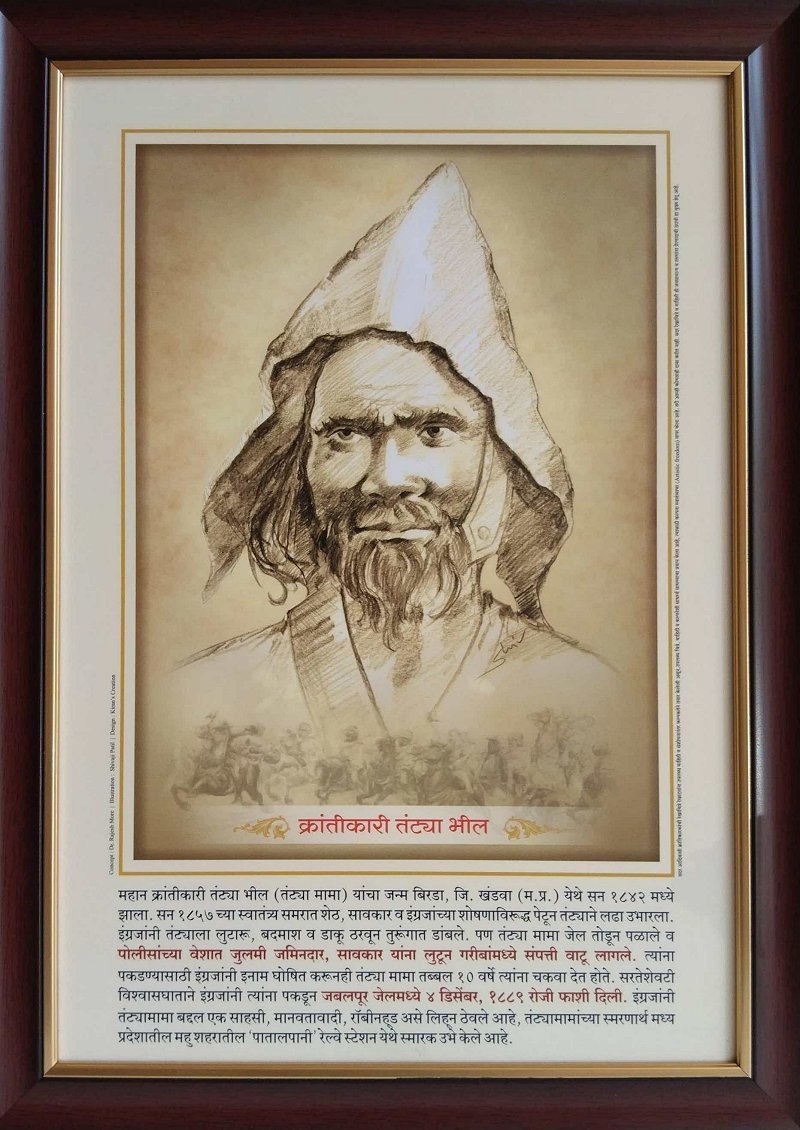 क्रांतीकारी तंट्या भील
महान क्रांतीकारी तंट्या भील (तंट्या मामा) यांचा जन्म बिरडा, जि. खंडवा (म.प्र.) येथे सन १८४२ मध्ये
झाला. सन १८५७ च्या स्वातंत्र्य समरात शेठ, सावकार व इंग्रजांच्या शोषणाविरूद्ध पेटून तंट्याने लढा उभारला.
इंग्रजांनी तंट्याला लुटारू, बदमाश व डाकू ठरवून तुरूंगात डांबले. पण तंट्या मामा जेल तोडून पळाले व
पोलीसांच्या वेशात जुलमी जमिनदार, सावकार यांना लुटून गरीबांमध्ये संपत्ती वाटू लागले. त्यांना
पकडण्यासाठी इंग्रजांनी इनाम घोषित करूनही तंट्या मामा तब्बल १० वर्षे त्यांना चकवा देत होते. सरतेशेवटी
विश्वासघाताने इंग्रजांनी त्यांना पकडून जबलपूर जेलमध्ये ४ डिसेंबर, १८८९ रोजी फाशी दिली. इंग्रजांनी
तंट्यामामा बद्दल एक साहसी, मानवतावादी, रॉबीनहूड असे लिहून ठेवले आहे, तंट्यामामांच्या स्मरणार्थ मध्य
प्रदेशातील महु शहरातील 'पातालपानी' रेल्वे स्टेशन येथे स्मारक उभे केले आहे.
Concept : Dr. Rajesh More | Illustration : Shivaji Patil | Design : Kiran's Creation